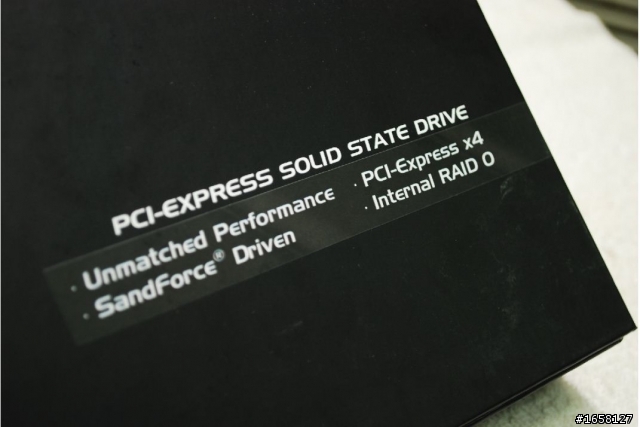 PCI-EXPRESS SOLID STATE DRIVE
· Unmatched Performance
· SandForce® Driven
· PCI-Express x4
· Internal RAID 0
#1658127